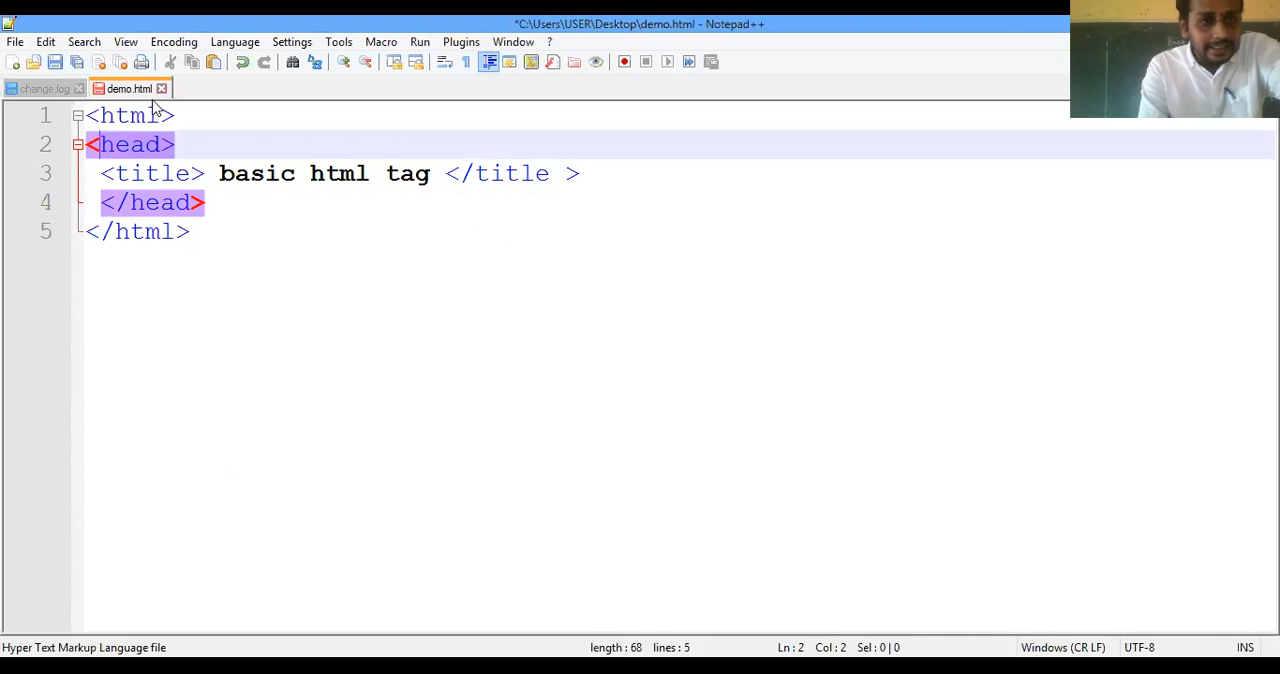 *C:\Users\USER\Desktop\demo.html - Notepad++
File Edit Search View Encoding Language Settings Tools Macro Run Plugins Window ?
change.log demo.html
1 <html>
2 <head>
3 <title> basic html tag </title >
4 </head>
5 </html>
Hyper Text Markup Language file length : 68 lines : 5 Ln : 2 Col : 2 Sel : 0 | 0 Windows (CR LF) UTF-8 INS